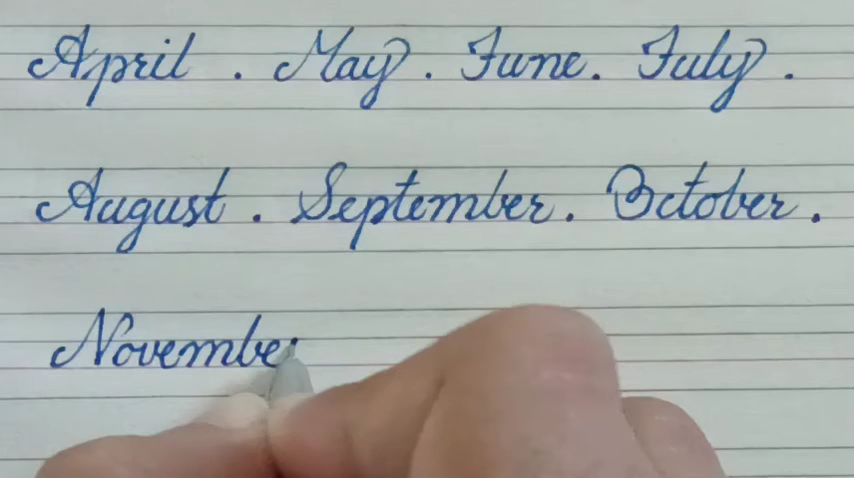 April . May . June . July .
August . September . October .
Novembe